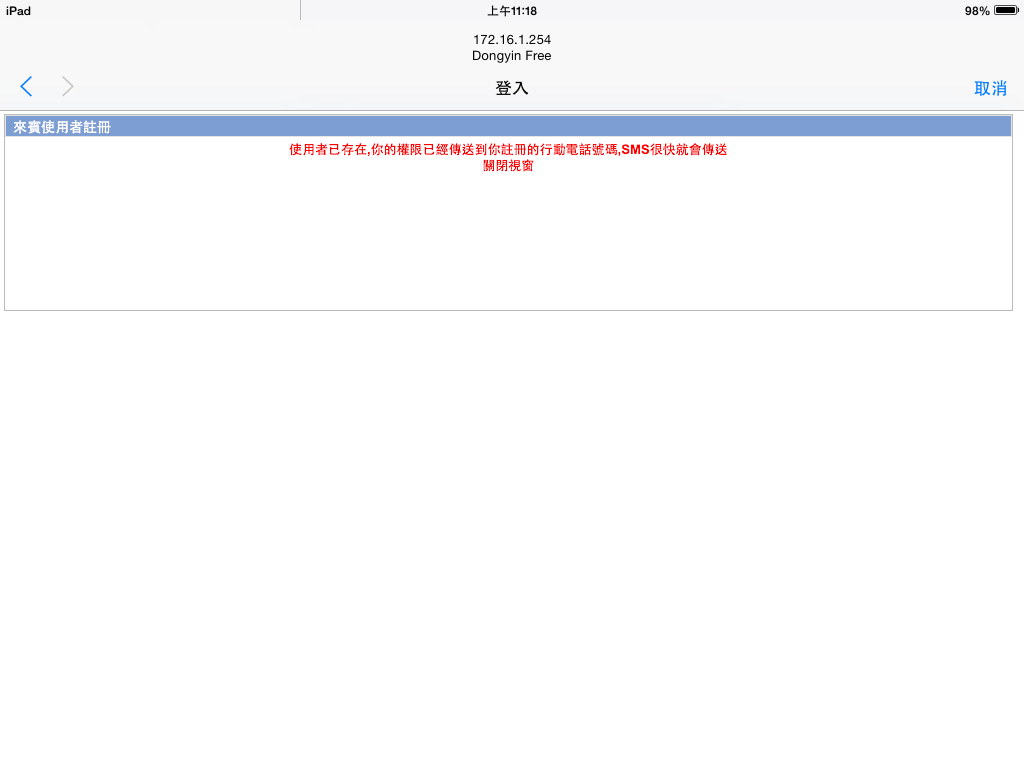 iPad 上午11:18 98%
172.16.1.254
Dongyin Free
登入 取消
來賓使用者註冊
使用者已存在,你的權限已經傳送到你註冊的行動電話號碼,SMS很快就會傳送
關閉視窗